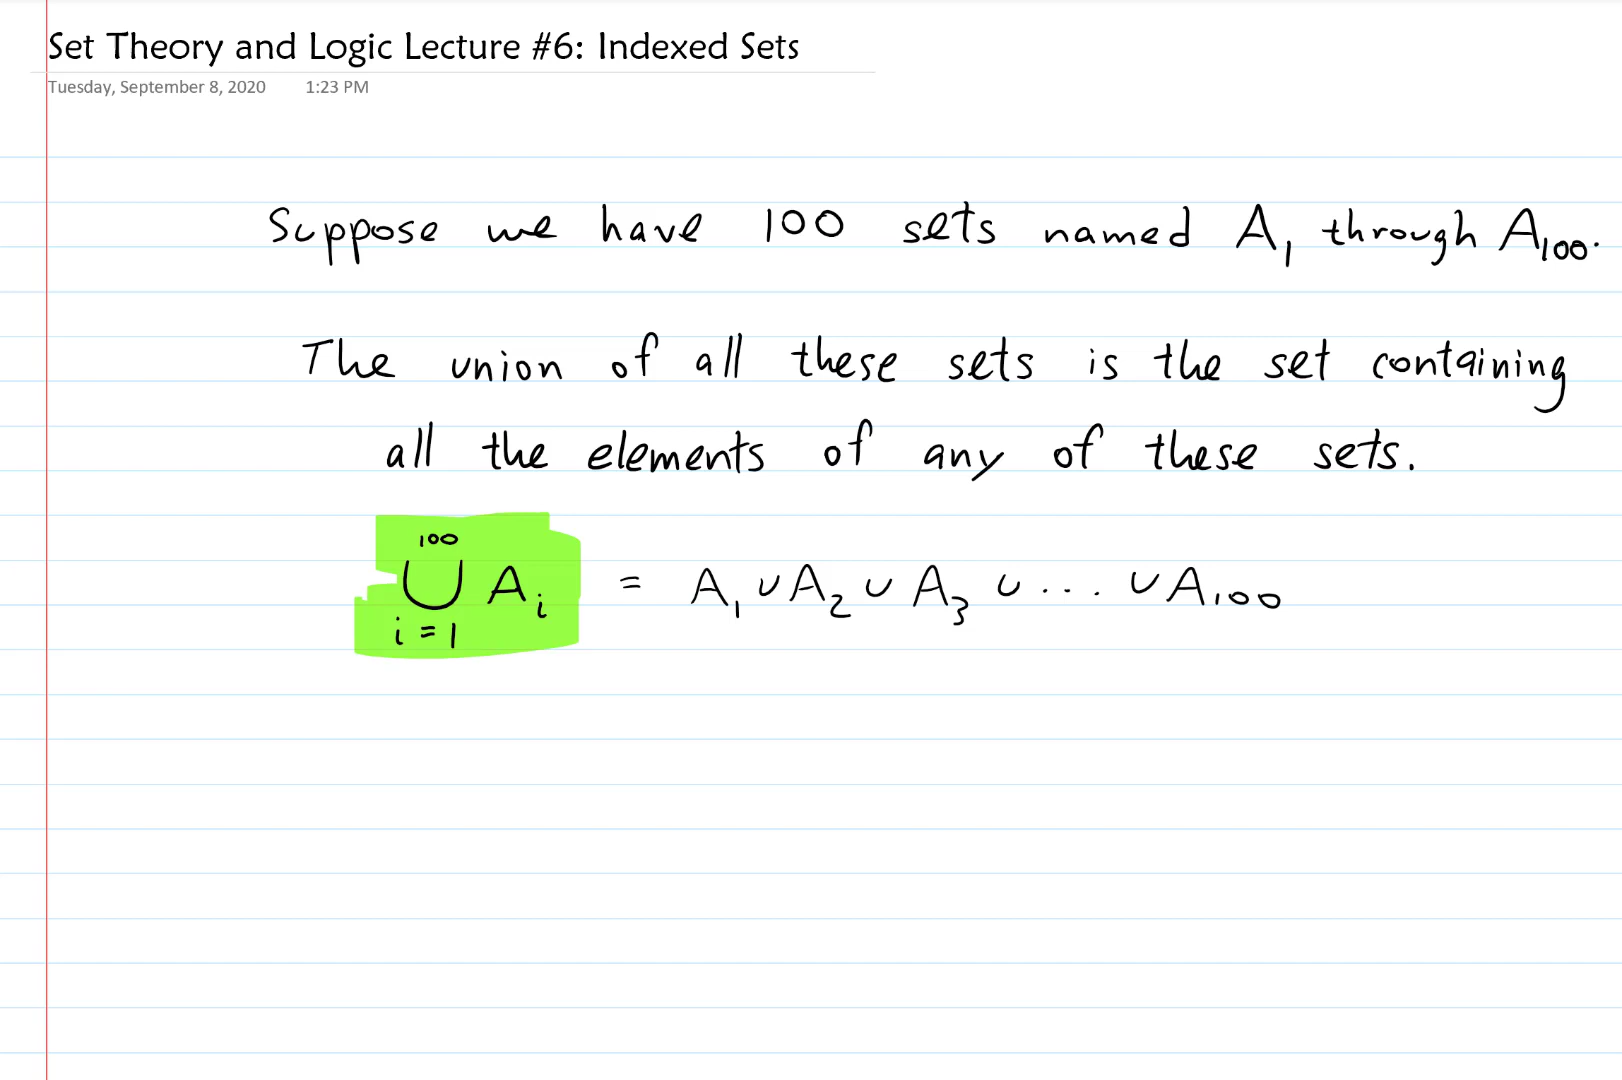 Set Theory and Logic Lecture #6: Indexed Sets
Tuesday, September 8, 2020 1:23 PM
Suppose we have 100 sets named A₁ through A₁₀₀.
The union of all these sets is the set containing
all the elements of any of these sets.
100
⋃ Aᵢ = A₁ ∪ A₂ ∪ A₃ ∪ ... ∪ A₁₀₀
i = 1